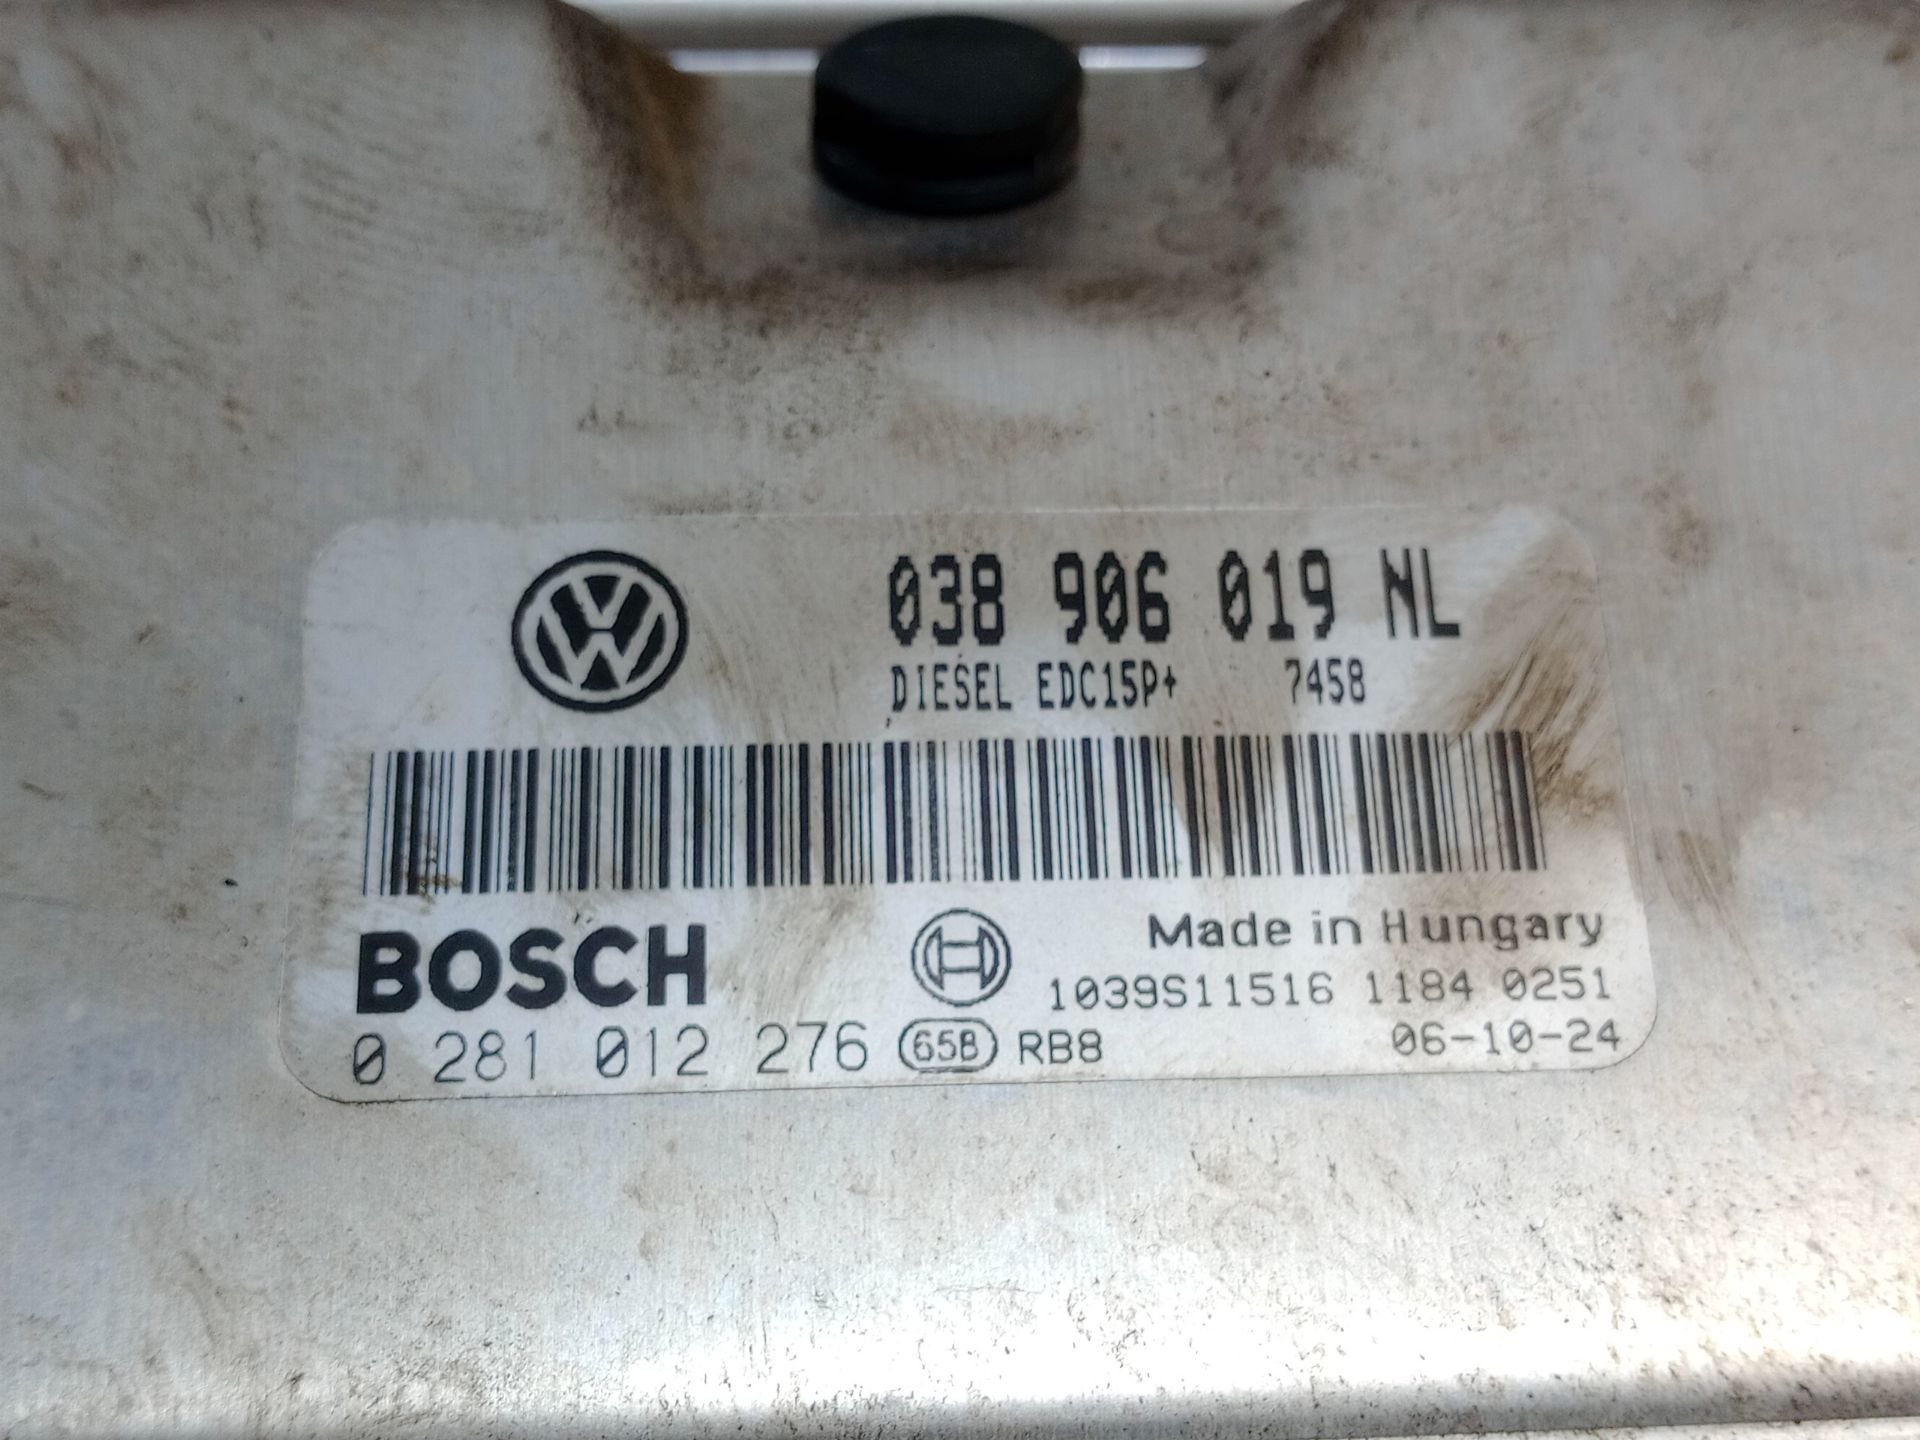 038 906 019 NL
DIESEL EDC15P+ 7458
BOSCH
Made in Hungary
1039S11516 1184 0251
0 281 012 276 65B RB8 06-10-24